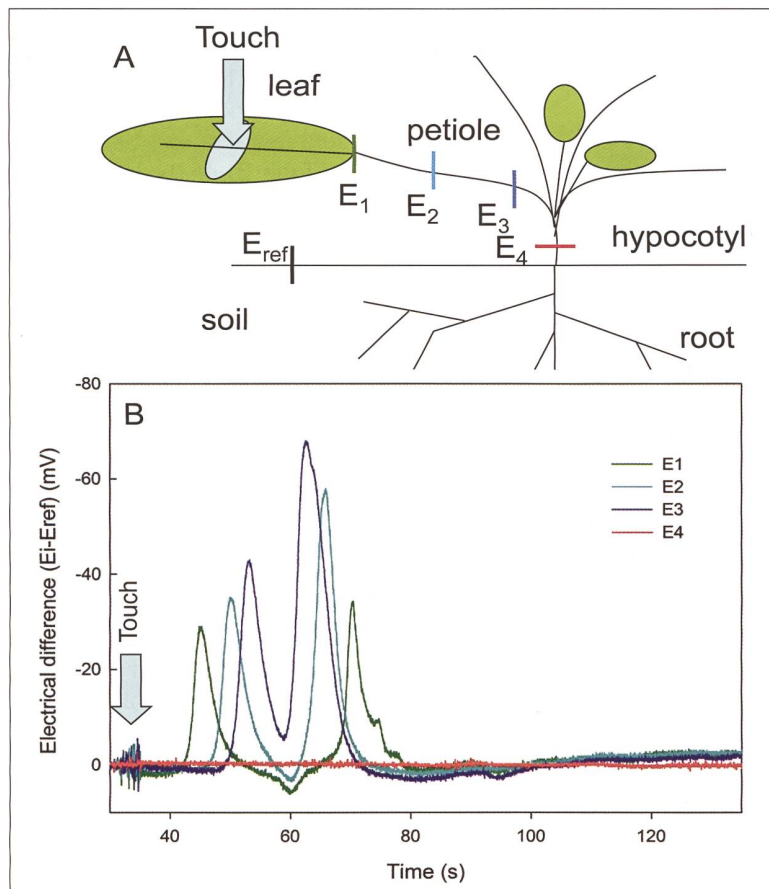 A
Touch
leaf
petiole
E1
E2
E3
E4
Eref
hypocotyl
soil
root
B
Electrical difference (Ei-Eref) (mV)
-80
-60
-40
-20
0
Touch
E1
E2
E3
E4
40
60
80
100
120
Time (s)